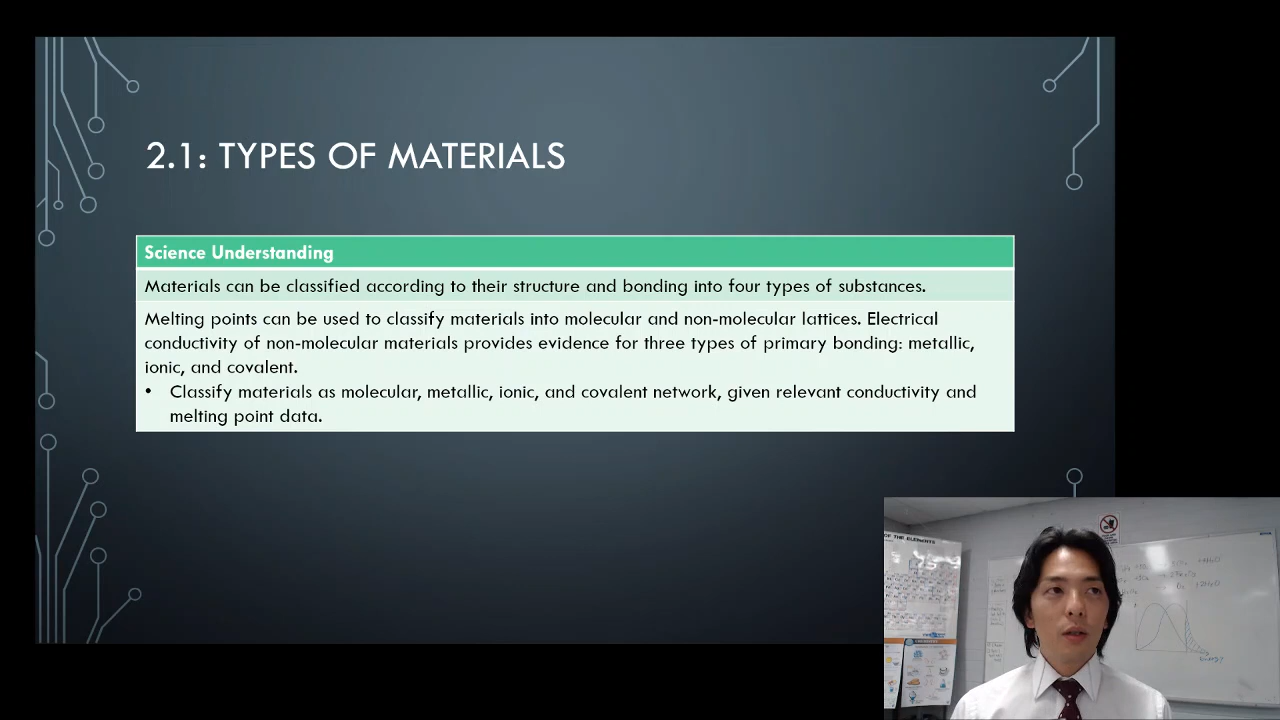 2.1: TYPES OF MATERIALS
Science Understanding
Materials can be classified according to their structure and bonding into four types of substances.
Melting points can be used to classify materials into molecular and non-molecular lattices. Electrical
conductivity of non-molecular materials provides evidence for three types of primary bonding: metallic,
ionic, and covalent.
• Classify materials as molecular, metallic, ionic, and covalent network, given relevant conductivity and
melting point data.
OF THE ELEMENTS